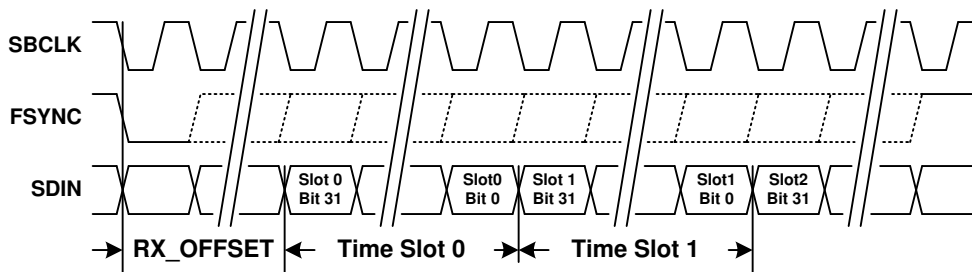 SBCLK
FSYNC
SDIN
Slot 0
Bit 31
Slot0
Bit 0
Slot 1
Bit 31
Slot1
Bit 0
Slot2
Bit 31
RX_OFFSET
Time Slot 0
Time Slot 1